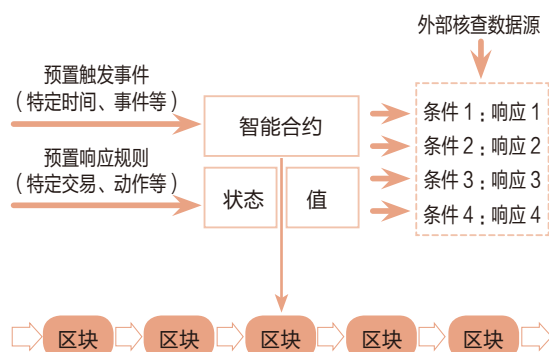 外部核查数据源
预置触发事件
（特定时间、事件等）
预置响应规则
（特定交易、动作等）
智能合约
状态
值
条件1：响应1
条件2：响应2
条件3：响应3
条件4：响应4
区块
区块
区块
区块
区块